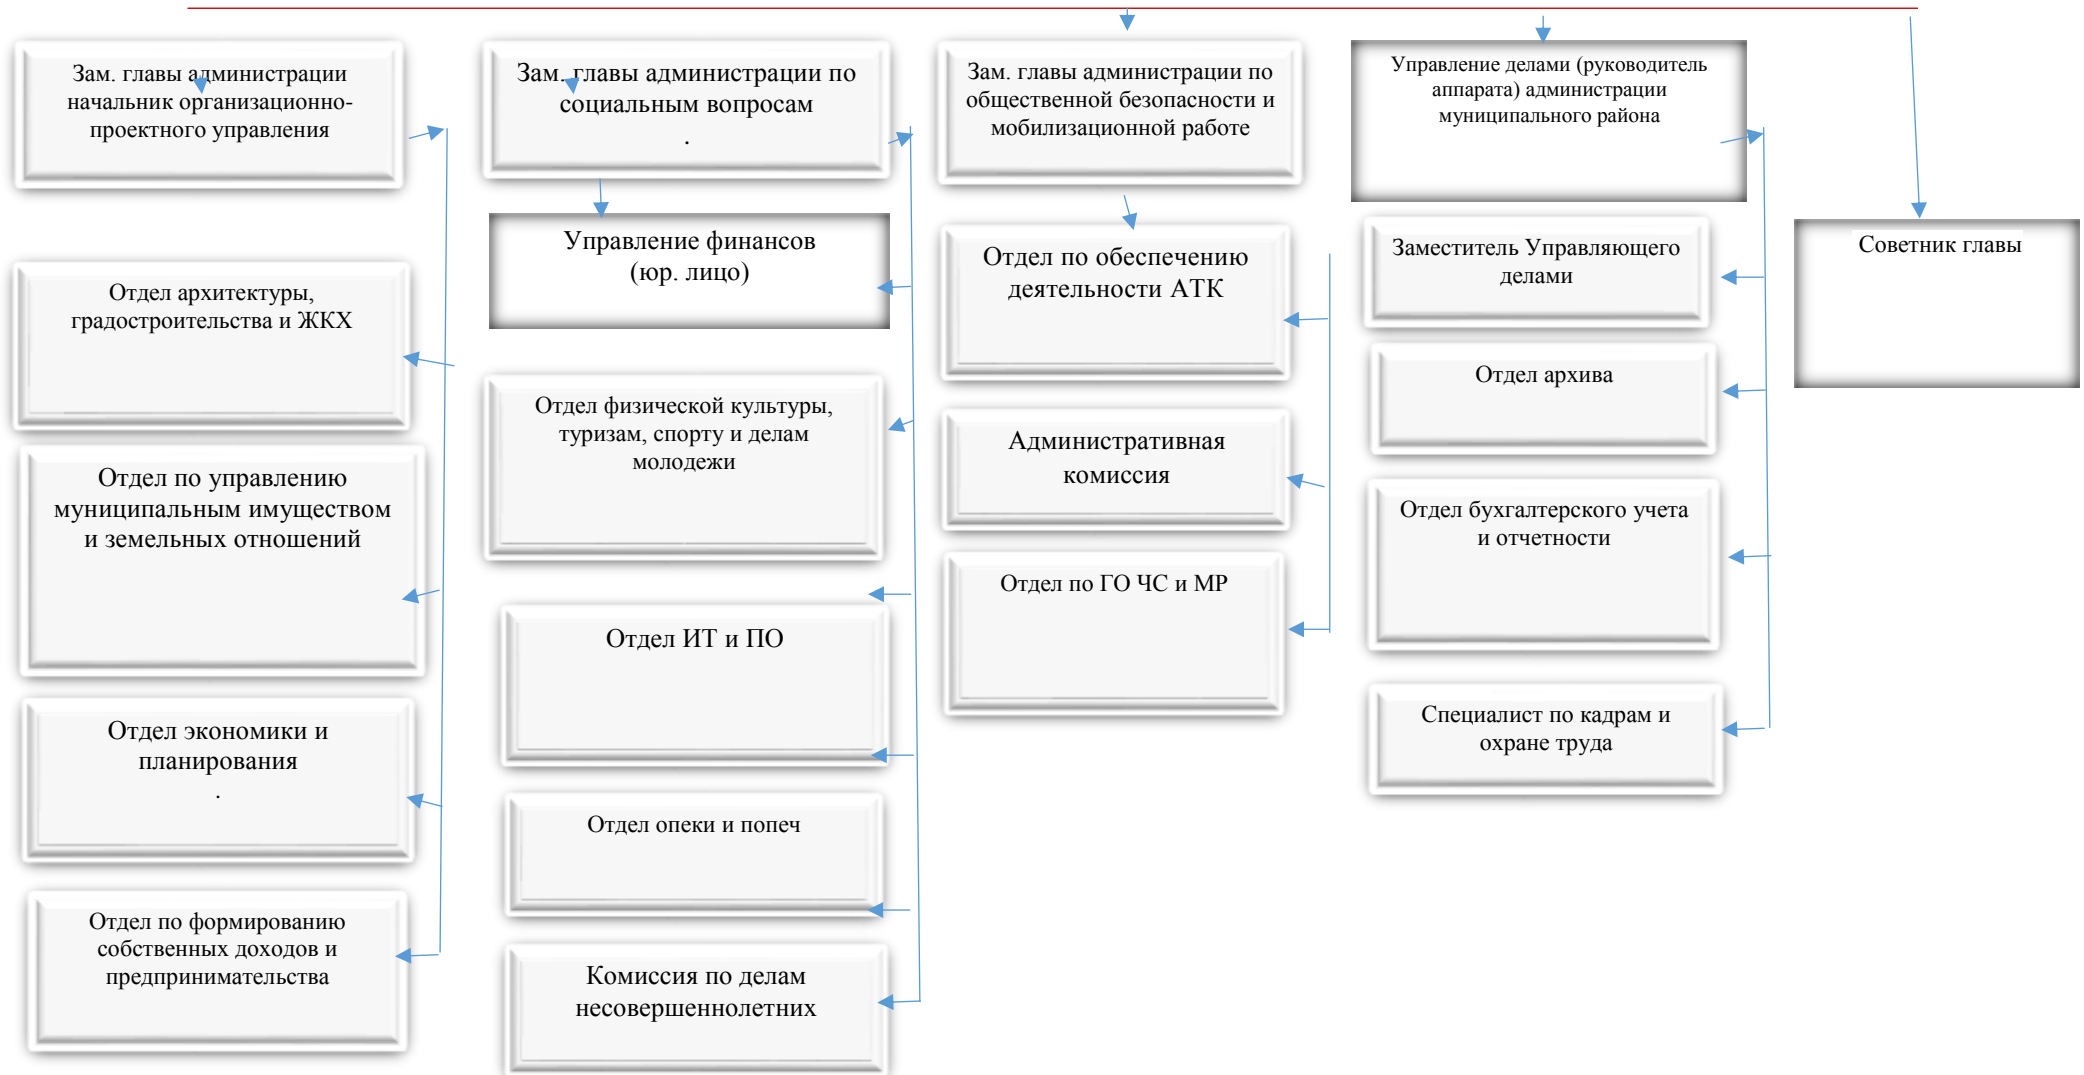 Зам. главы администрации
начальник организационно-
проектного управления
Зам. главы администрации по
социальным вопросам
.
Зам. главы администрации по
общественной безопасности и
мобилизационной работе
Управление делами (руководитель
аппарата) администрации
муниципального района
Советник главы
Отдел архитектуры,
градостроительства и ЖКХ
Отдел по управлению
муниципальным имуществом
и земельных отношений
Отдел экономики и
планирования
.
Отдел по формированию
собственных доходов и
предпринимательства
Управление финансов
(юр. лицо)
Отдел физической культуры,
туризам, спорту и делам
молодежи
Отдел ИТ и ПО
Отдел опеки и попеч
Комиссия по делам
несовершеннолетних
Отдел по обеспечению
деятельности АТК
Административная
комиссия
Отдел по ГО ЧС и МР
Заместитель Управляющего
делами
Отдел архива
Отдел бухгалтерского учета
и отчетности
Специалист по кадрам и
охране труда